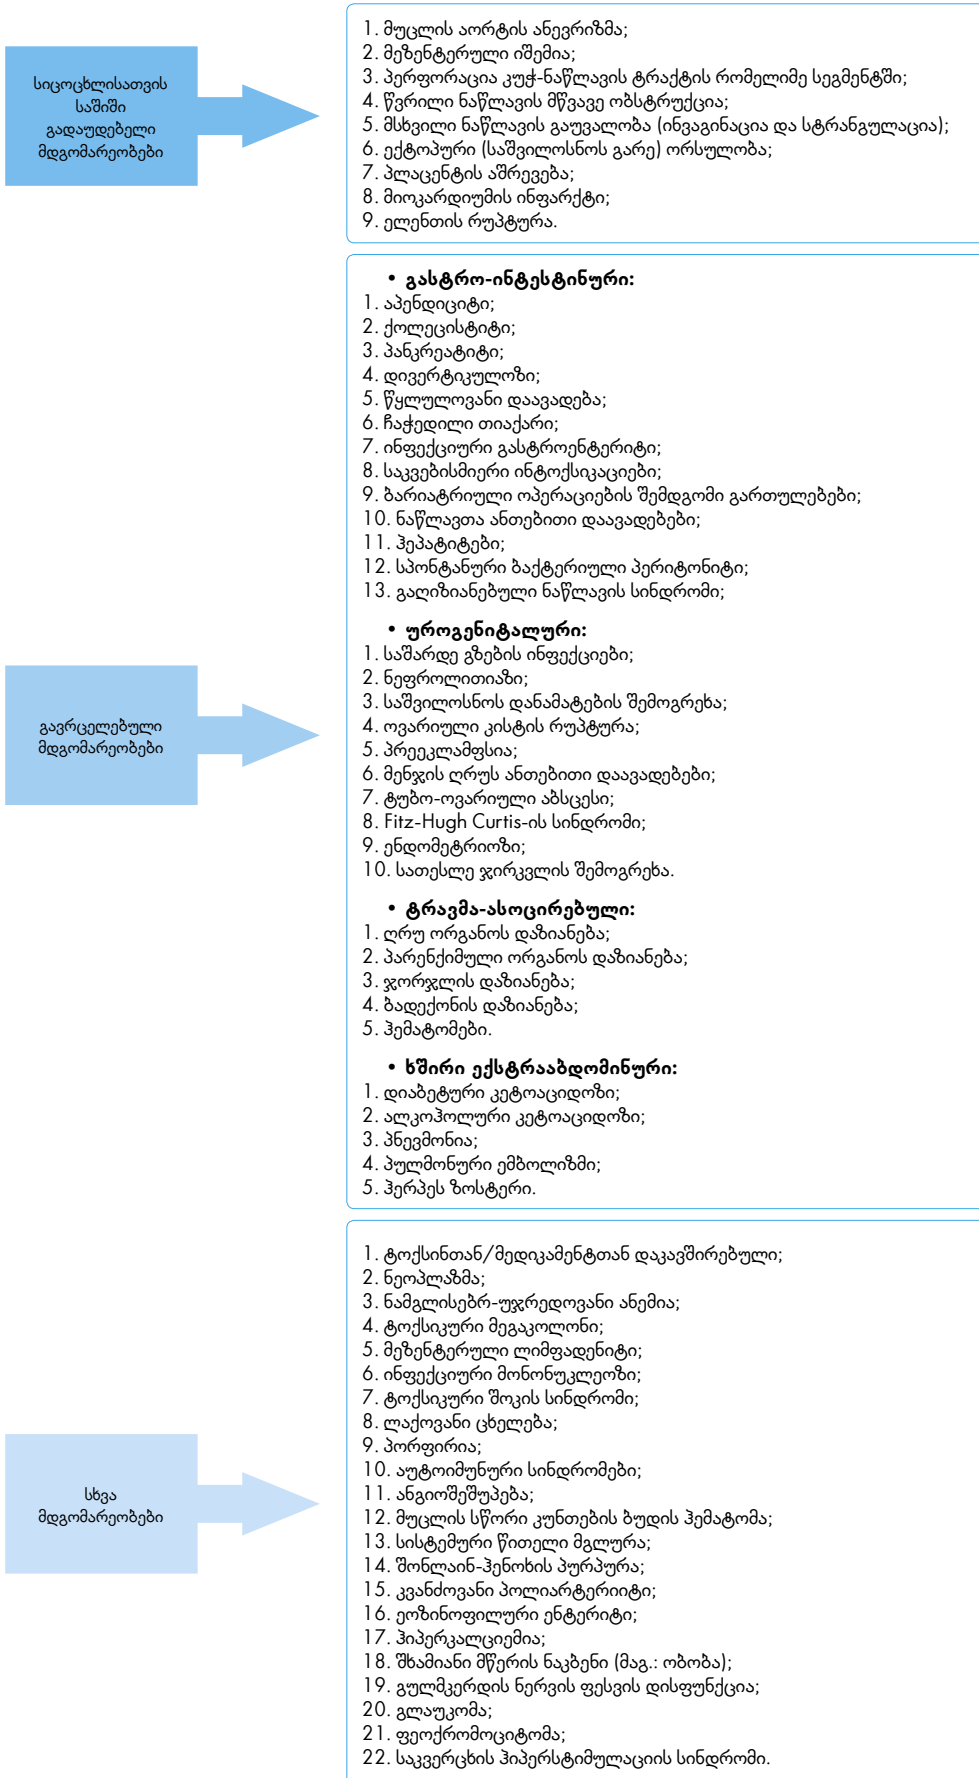 სიცოცხლისათვის
საშიში
გადაუდებელი
მდგომარეობები
1. მუცლის აორტის ანევრიზმა;
2. მეზენტერული იშემია;
3. პერფორაცია კუჭ-ნაწლავის ტრაქტის რომელიმე სეგმენტში;
4. წვრილი ნაწლავის მწვავე ობსტრუქცია;
5. მსხვილი ნაწლავის გაუვალობა (ინვაგინაცია და სტრანგულაცია);
6. ექტოპური (საშვილოსნოს გარე) ორსულობა;
7. პლაცენტის აშრევება;
8. მიოკარდიუმის ინფარქტი;
9. ელენთის რუპტურა.
გავრცელებული
მდგომარეობები
• გასტრო-ინტესტინური:
1. აპენდიციტი;
2. ქოლეცისტიტი;
3. პანკრეატიტი;
4. დივერტიკულოზი;
5. წყლულოვანი დაავადება;
6. ჩაჭედილი თიაქარი;
7. ინფექციური გასტროენტერიტი;
8. საკვებისმიერი ინტოქსიკაციები;
9. ბარიატრიული ოპერაციების შემდგომი გართულებები;
10. ნაწლავთა ანთებითი დაავადებები;
11. ჰეპატიტები;
12. სპონტანური ბაქტერიული პერიტონიტი;
13. გაღიზიანებული ნაწლავის სინდრომი;
• უროგენიტალური:
1. საშარდე გზების ინფექციები;
2. ნეფროლითიაზი;
3. საშვილოსნოს დანამატების შემოგრეხა;
4. ოვარიული კისტის რუპტურა;
5. პრეეკლამფსია;
6. მენჯის ღრუს ანთებითი დაავადებები;
7. ტუბო-ოვარიული აბსცესი;
8. Fitz-Hugh Curtis-ის სინდრომი;
9. ენდომეტრიოზი;
10. სათესლე ჯირკვლის შემოგრეხა.
• ტრავმა-ასოცირებული:
1. ღრუ ორგანოს დაზიანება;
2. პარენქიმული ორგანოს დაზიანება;
3. ჯორჯლის დაზიანება;
4. ბადექონის დაზიანება;
5. ჰემატომები.
• ხშირი ექსტრააბდომინური:
1. დიაბეტური კეტოაციდოზი;
2. ალკოჰოლური კეტოაციდოზი;
3. პნევმონია;
4. პულმონური ემბოლიზმი;
5. ჰერპეს ზოსტერი.
სხვა
მდგომარეობები
1. ტოქსინთან/მედიკამენტთან დაკავშირებული;
2. ნეოპლაზმა;
3. ნამგლისებრ-უჯრედოვანი ანემია;
4. ტოქსიკური მეგაკოლონი;
5. მეზენტერული ლიმფადენიტი;
6. ინფექციური მონონუკლეოზი;
7. ტოქსიკური შოკის სინდრომი;
8. ლაქოვანი ცხელება;
9. პორფირია;
10. აუტოიმუნური სინდრომები;
11. ანგიოშეშუპება;
12. მუცლის სწორი კუნთების ბუდის ჰემატომა;
13. სისტემური წითელი მგლურა;
14. შონლაინ-ჰენოხის პურპურა;
15. კვანძოვანი პოლიარტერიიტი;
16. ეოზინოფილური ენტერიტი;
17. ჰიპერკალციემია;
18. შხამიანი მწერის ნაკბენი (მაგ.: ობობა);
19. გულმკერდის ნერვის ფესვის დისფუნქცია;
20. გლაუკომა;
21. ფეოქრომოციტომა;
22. საკვერცხის ჰიპერსტიმულაციის სინდრომი.